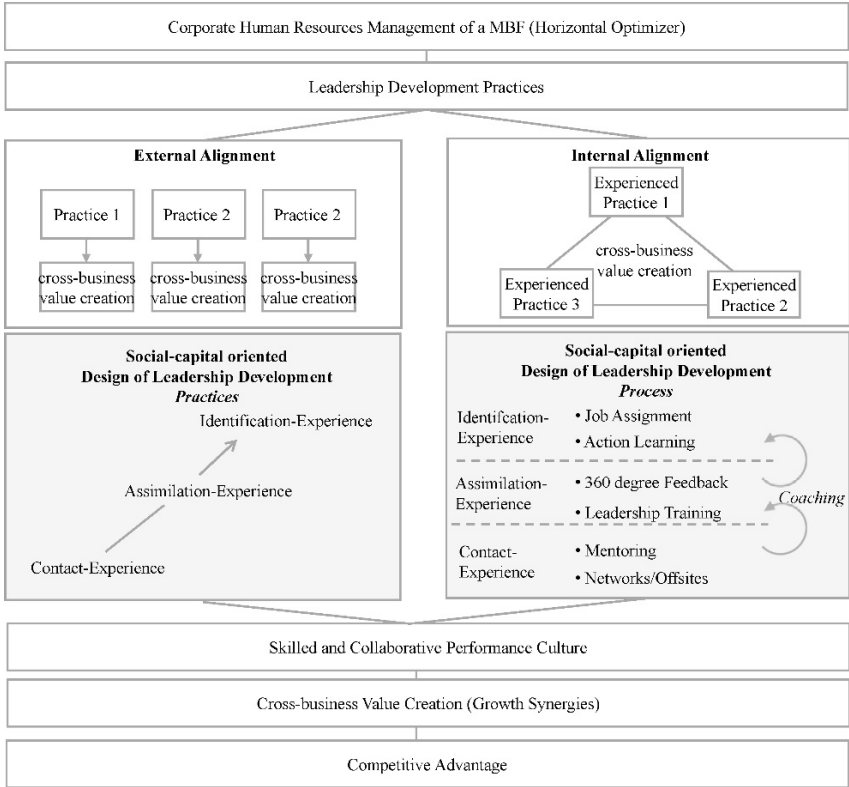 Corporate Human Resources Management of a MBF (Horizontal Optimizer)
Leadership Development Practices
External Alignment
Practice 1
Practice 2
Practice 2
cross-business
value creation
cross-business
value creation
cross-business
value creation
Internal Alignment
Experienced
Practice 1
cross-business
value creation
Experienced
Practice 3
Experienced
Practice 2
Social-capital oriented
Design of Leadership Development
Practices
Identification-Experience
Assimilation-Experience
Contact-Experience
Social-capital oriented
Design of Leadership Development
Process
Identifcation-
Experience
• Job Assignment
• Action Learning
Assimilation-
Experience
• 360 degree Feedback
• Leadership Training
Coaching
Contact-
Experience
• Mentoring
• Networks/Offsites
Skilled and Collaborative Performance Culture
Cross-business Value Creation (Growth Synergies)
Competitive Advantage